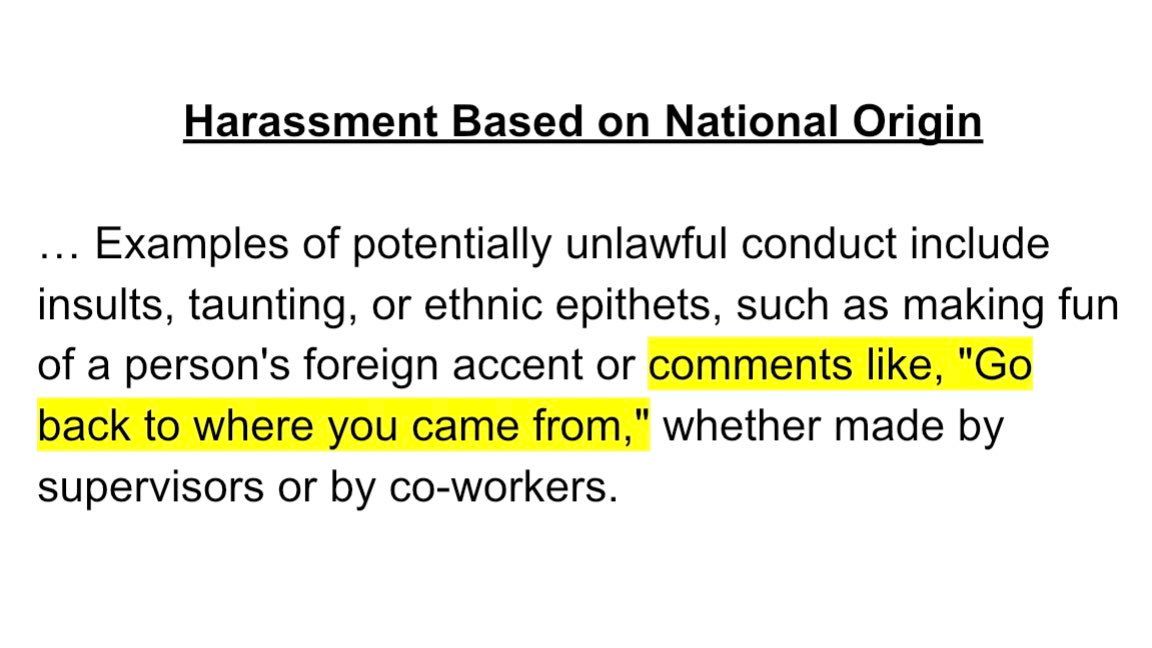 Harassment Based on National Origin
… Examples of potentially unlawful conduct include
insults, taunting, or ethnic epithets, such as making fun
of a person's foreign accent or comments like, "Go
back to where you came from," whether made by
supervisors or by co-workers.